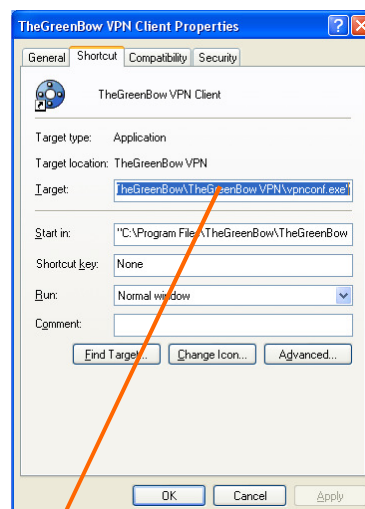 TheGreenBow VPN Client Properties
General Shortcut Compatibility Security
TheGreenBow VPN Client
Target type: Application
Target location: TheGreenBow VPN
Target: TheGreenBow\TheGreenBow VPN\vpnconf.exe"
Start in: "C:\Program Files\TheGreenBow\TheGreenBow
Shortcut key: None
Run: Normal window
Comment:
Find Target... Change Icon... Advanced...
OK Cancel Apply